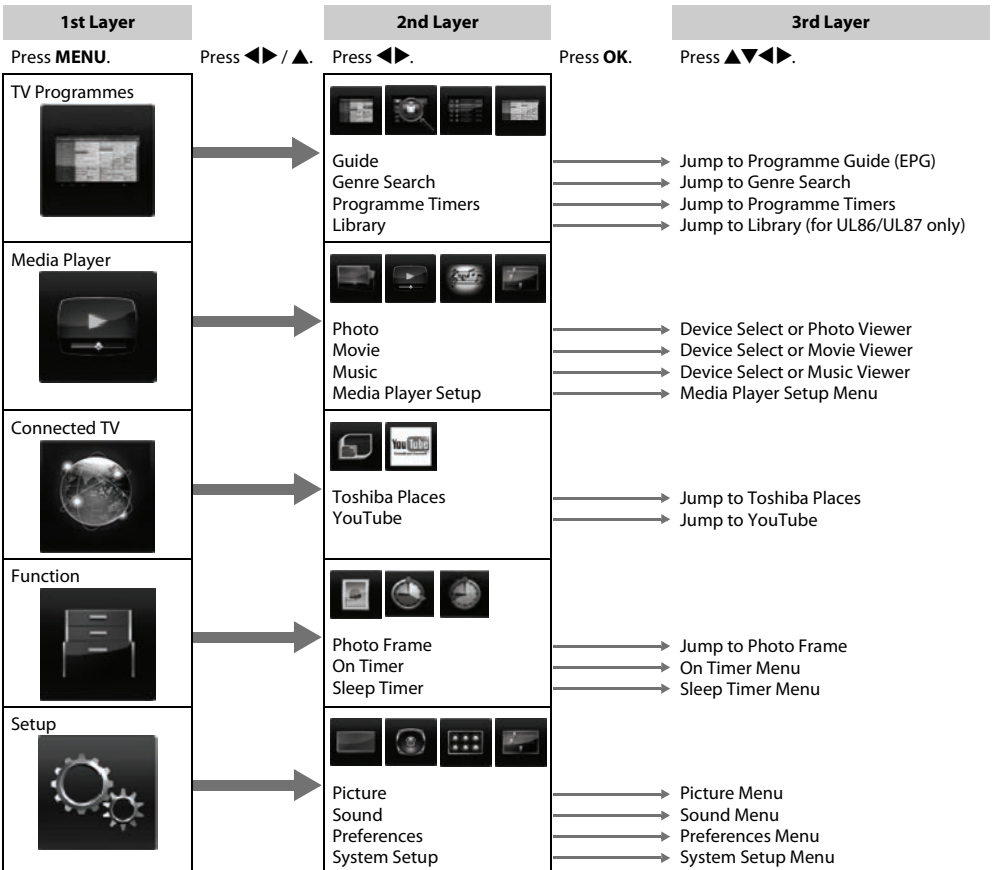 1st Layer
2nd Layer
3rd Layer
Press MENU.
Press ◀▶ / ▲.
Press ◀▶.
Press OK.
Press ▲▼◀▶.
TV Programmes
Guide
Genre Search
Programme Timers
Library
Jump to Programme Guide (EPG)
Jump to Genre Search
Jump to Programme Timers
Jump to Library (for UL86/UL87 only)
Media Player
Photo
Movie
Music
Media Player Setup
Device Select or Photo Viewer
Device Select or Movie Viewer
Device Select or Music Viewer
Media Player Setup Menu
Connected TV
You Tube
Toshiba Places
YouTube
Jump to Toshiba Places
Jump to YouTube
Function
Photo Frame
On Timer
Sleep Timer
Jump to Photo Frame
On Timer Menu
Sleep Timer Menu
Setup
Picture
Sound
Preferences
System Setup
Picture Menu
Sound Menu
Preferences Menu
System Setup Menu